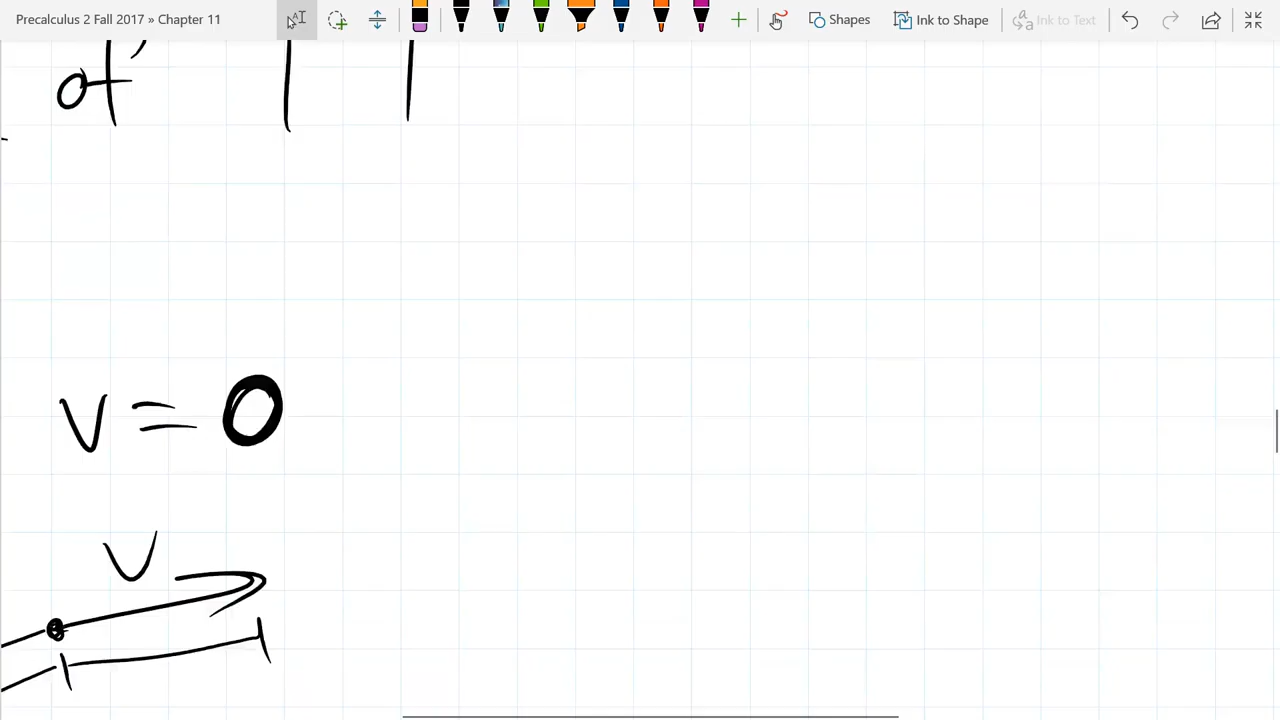 Precalculus 2 Fall 2017 » Chapter 11 Shapes Ink to Shape Ink to Text
of
v = 0
v